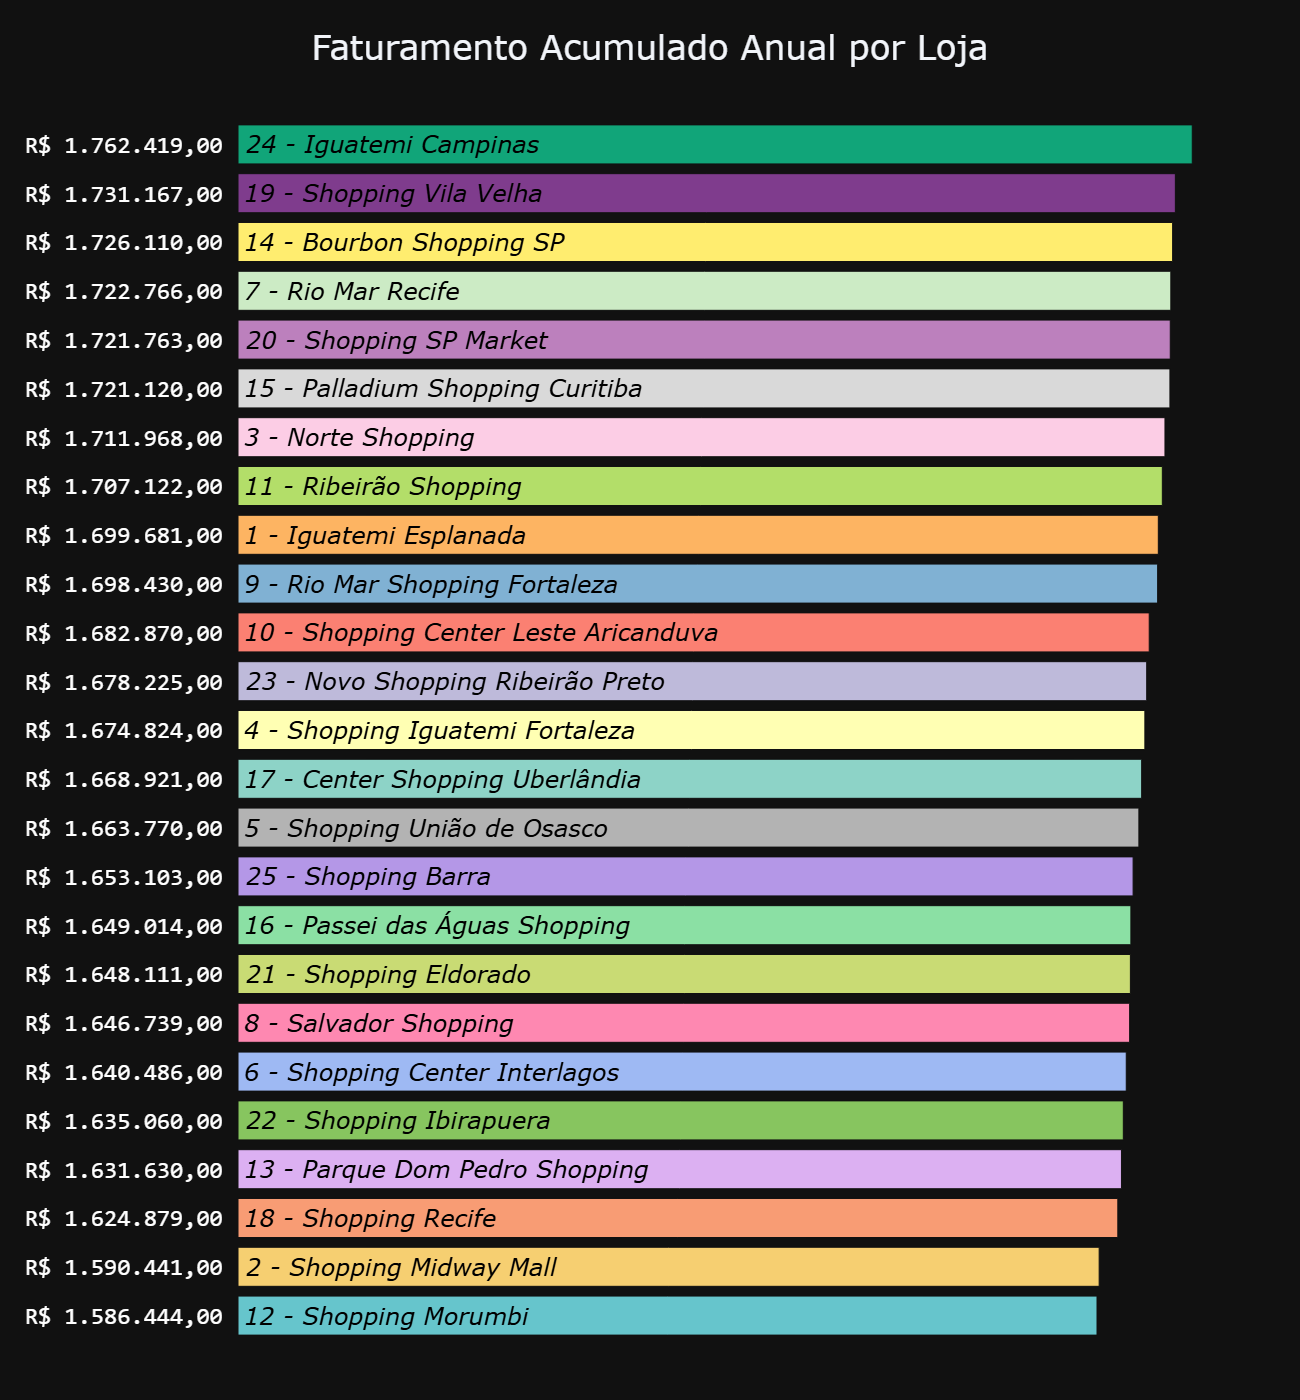 Faturamento Acumulado Anual por Loja
R$ 1.762.419,00 24 - Iguatemi Campinas
R$ 1.731.167,00 19 - Shopping Vila Velha
R$ 1.726.110,00 14 - Bourbon Shopping SP
R$ 1.722.766,00 7 - Rio Mar Recife
R$ 1.721.763,00 20 - Shopping SP Market
R$ 1.721.120,00 15 - Palladium Shopping Curitiba
R$ 1.711.968,00 3 - Norte Shopping
R$ 1.707.122,00 11 - Ribeirão Shopping
R$ 1.699.681,00 1 - Iguatemi Esplanada
R$ 1.698.430,00 9 - Rio Mar Shopping Fortaleza
R$ 1.682.870,00 10 - Shopping Center Leste Aricanduva
R$ 1.678.225,00 23 - Novo Shopping Ribeirão Preto
R$ 1.674.824,00 4 - Shopping Iguatemi Fortaleza
R$ 1.668.921,00 17 - Center Shopping Uberlândia
R$ 1.663.770,00 5 - Shopping União de Osasco
R$ 1.653.103,00 25 - Shopping Barra
R$ 1.649.014,00 16 - Passei das Águas Shopping
R$ 1.648.111,00 21 - Shopping Eldorado
R$ 1.646.739,00 8 - Salvador Shopping
R$ 1.640.486,00 6 - Shopping Center Interlagos
R$ 1.635.060,00 22 - Shopping Ibirapuera
R$ 1.631.630,00 13 - Parque Dom Pedro Shopping
R$ 1.624.879,00 18 - Shopping Recife
R$ 1.590.441,00 2 - Shopping Midway Mall
R$ 1.586.444,00 12 - Shopping Morumbi